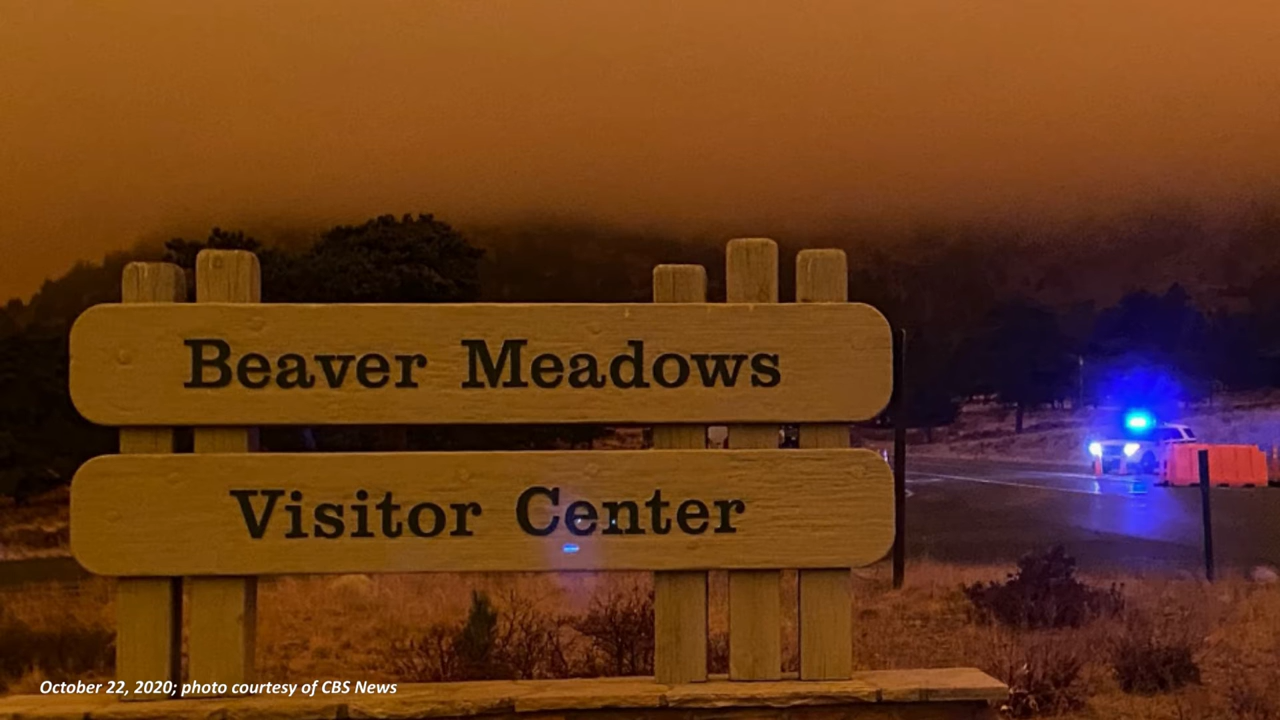 Beaver Meadows
Visitor Center
October 22, 2020; photo courtesy of CBS News